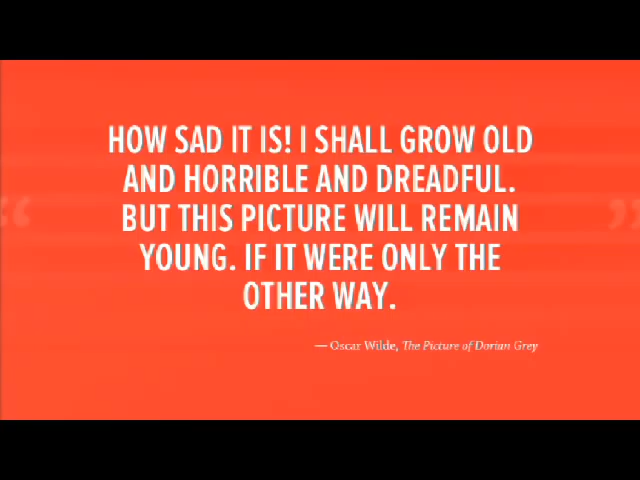 HOW SAD IT IS! I SHALL GROW OLD
AND HORRIBLE AND DREADFUL.
BUT THIS PICTURE WILL REMAIN
YOUNG. IF IT WERE ONLY THE
OTHER WAY.
— Oscar Wilde, The Picture of Dorian Grey